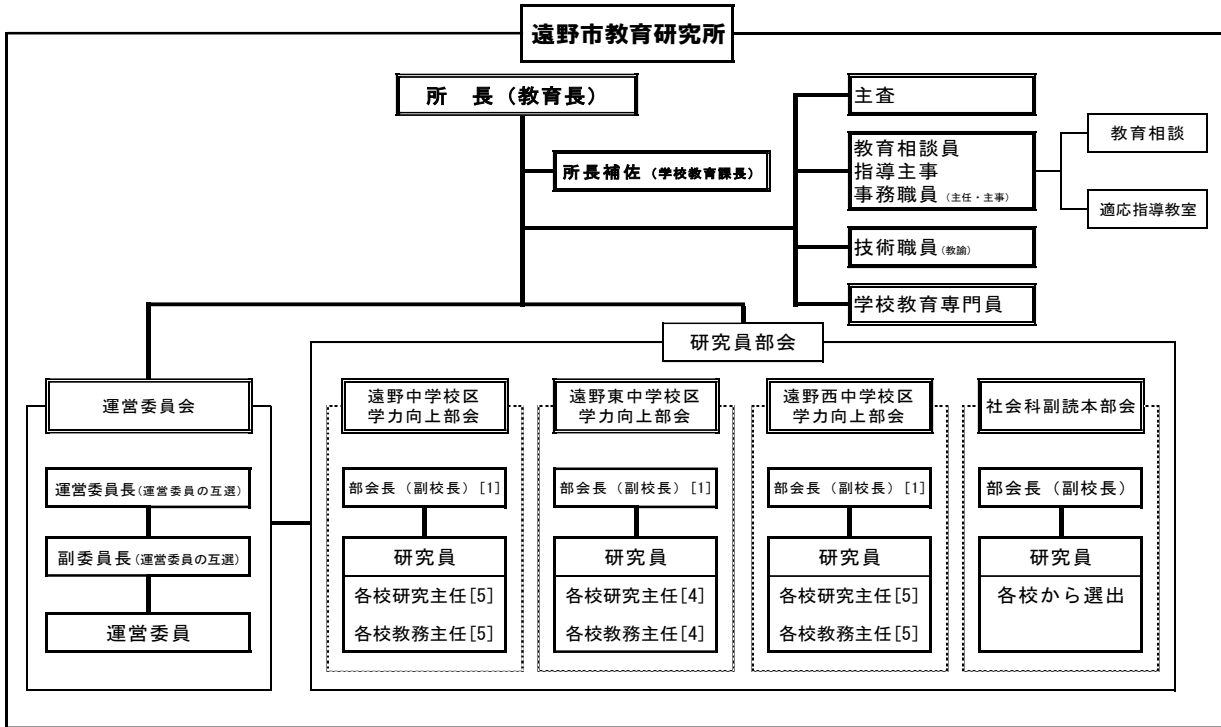 遠野市教育研究所
所　長（教育長）
所長補佐（学校教育課長）
主査
教育相談員
指導主事
事務職員（主任・主事）
教育相談
適応指導教室
技術職員（教諭）
学校教育専門員
研究員部会
運営委員会
運営委員長（運営委員の互選）
副委員長（運営委員の互選）
運営委員
遠野中学校区
学力向上部会
部会長（副校長）[1]
研究員
各校研究主任[5]
各校教務主任[5]
遠野東中学校区
学力向上部会
部会長（副校長）[1]
研究員
各校研究主任[4]
各校教務主任[4]
遠野西中学校区
学力向上部会
部会長（副校長）[1]
研究員
各校研究主任[5]
各校教務主任[5]
社会科副読本部会
部会長（副校長）
研究員
各校から選出